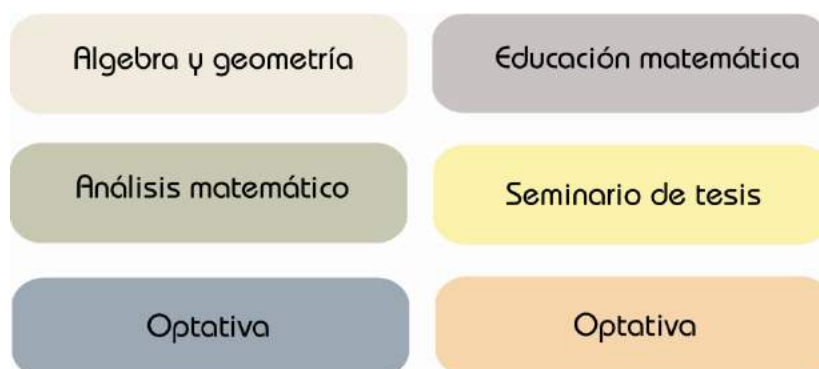 Algebra y geometría
Educación matemática
Análisis matemático
Seminario de tesis
Optativa
Optativa